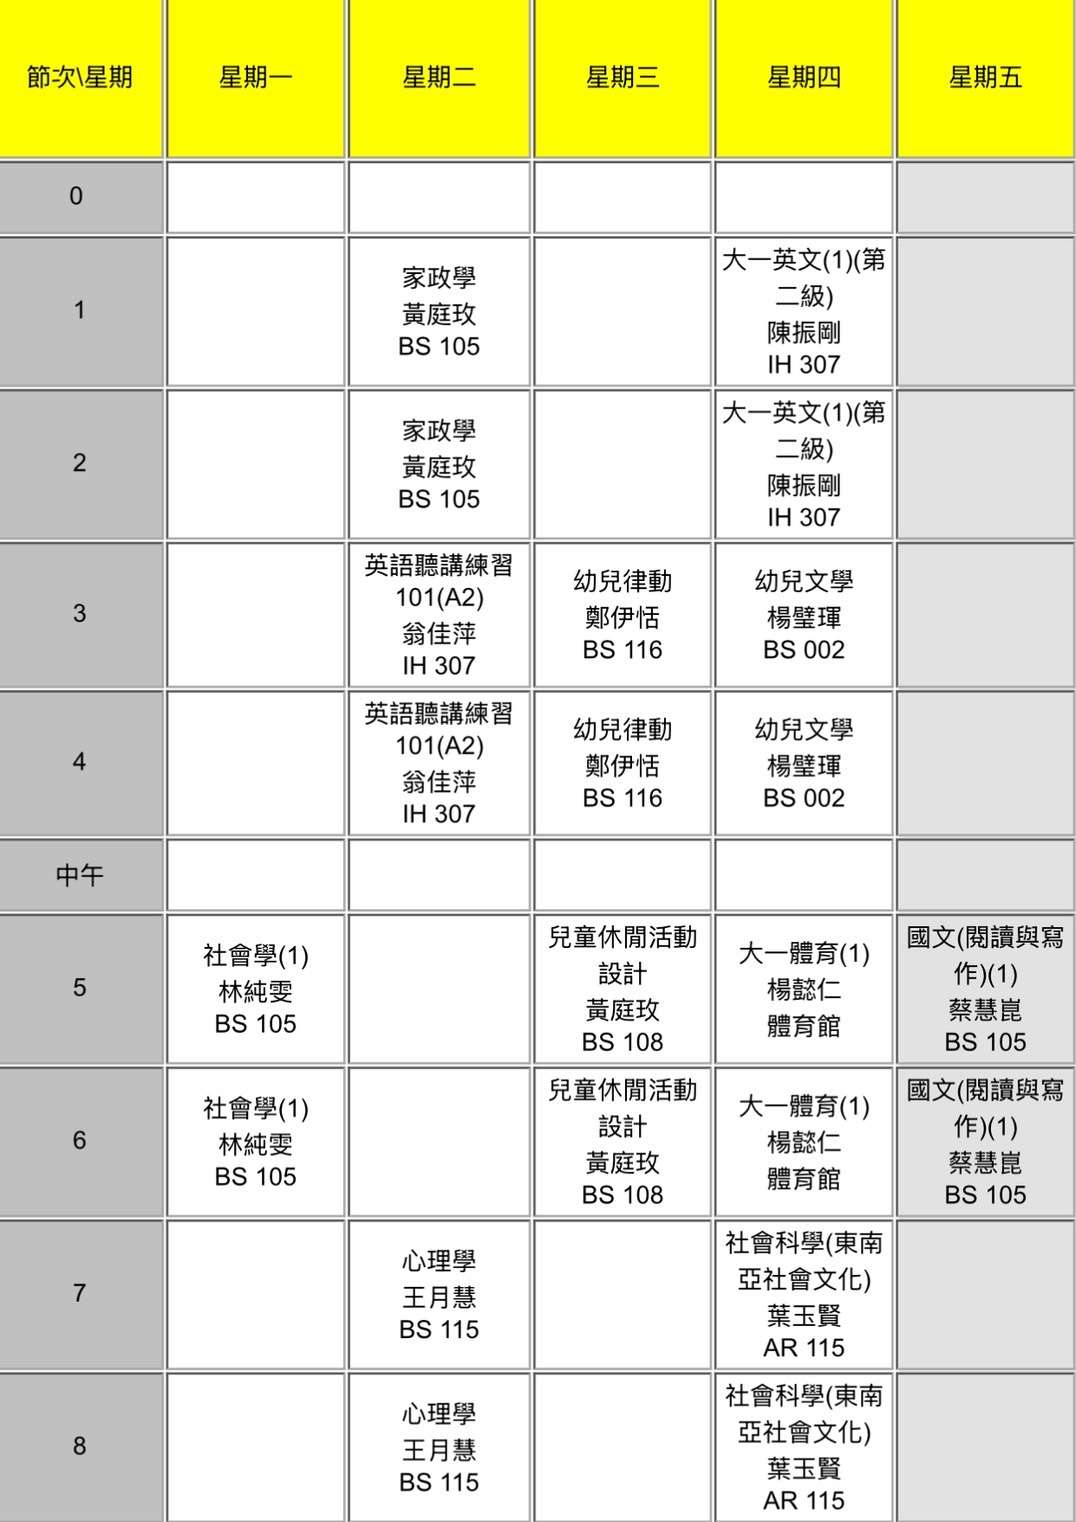 節次\星期
星期一
星期二
星期三
星期四
星期五
0
1
家政學
黃庭玫
BS 105
大一英文(1)(第
二級)
陳振剛
IH 307
2
家政學
黃庭玫
BS 105
大一英文(1)(第
二級)
陳振剛
IH 307
3
英語聽講練習
101(A2)
翁佳萍
IH 307
幼兒律動
鄭伊恬
BS 116
幼兒文學
楊璧琿
BS 002
4
英語聽講練習
101(A2)
翁佳萍
IH 307
幼兒律動
鄭伊恬
BS 116
幼兒文學
楊璧琿
BS 002
中午
5
社會學(1)
林純雯
BS 105
兒童休閒活動
設計
黃庭玫
BS 108
大一體育(1)
楊懿仁
體育館
國文(閱讀與寫
作)(1)
蔡慧崑
BS 105
6
社會學(1)
林純雯
BS 105
兒童休閒活動
設計
黃庭玫
BS 108
大一體育(1)
楊懿仁
體育館
國文(閱讀與寫
作)(1)
蔡慧崑
BS 105
7
心理學
王月慧
BS 115
社會科學(東南
亞社會文化)
葉玉賢
AR 115
8
心理學
王月慧
BS 115
社會科學(東南
亞社會文化)
葉玉賢
AR 115